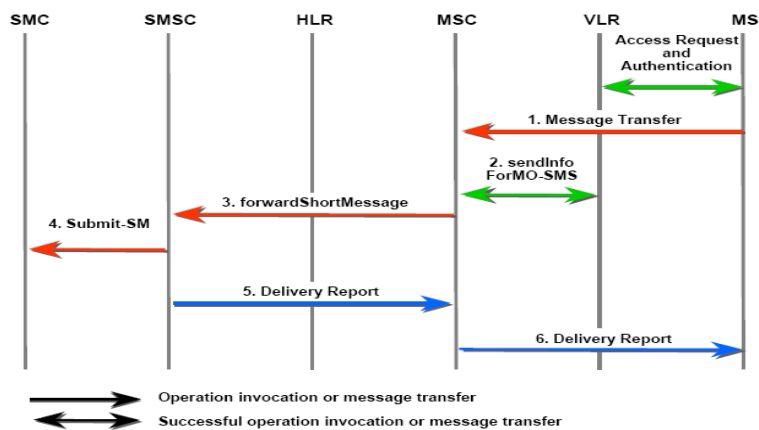 SMC SMSC HLR MSC VLR MS
Access Request
and
Authentication
1. Message Transfer
2. sendInfo
ForMO-SMS
3. forwardShortMessage
4. Submit-SM
5. Delivery Report
6. Delivery Report
Operation invocation or message transfer
Successful operation invocation or message transfer